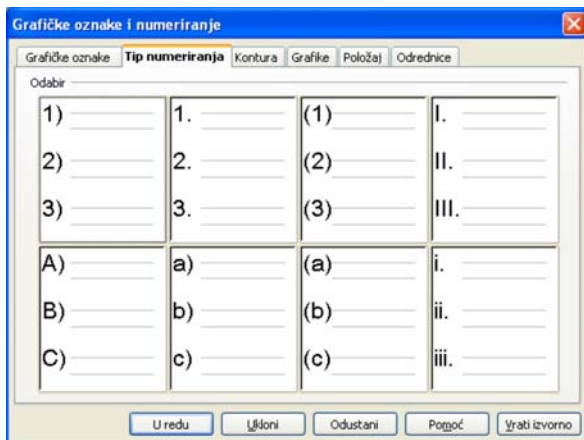 Grafičke oznake i numeriranje
Grafičke oznake Tip numeriranja Kontura Grafike Položaj Odrednice
Odabir
1) 1. (1) I.
2) 2. (2) II.
3) 3. (3) III.
A) a) (a) i.
B) b) (b) ii.
C) c) (c) iii.
U redu Ukloni Odustani Pomoć Vrati izvorno